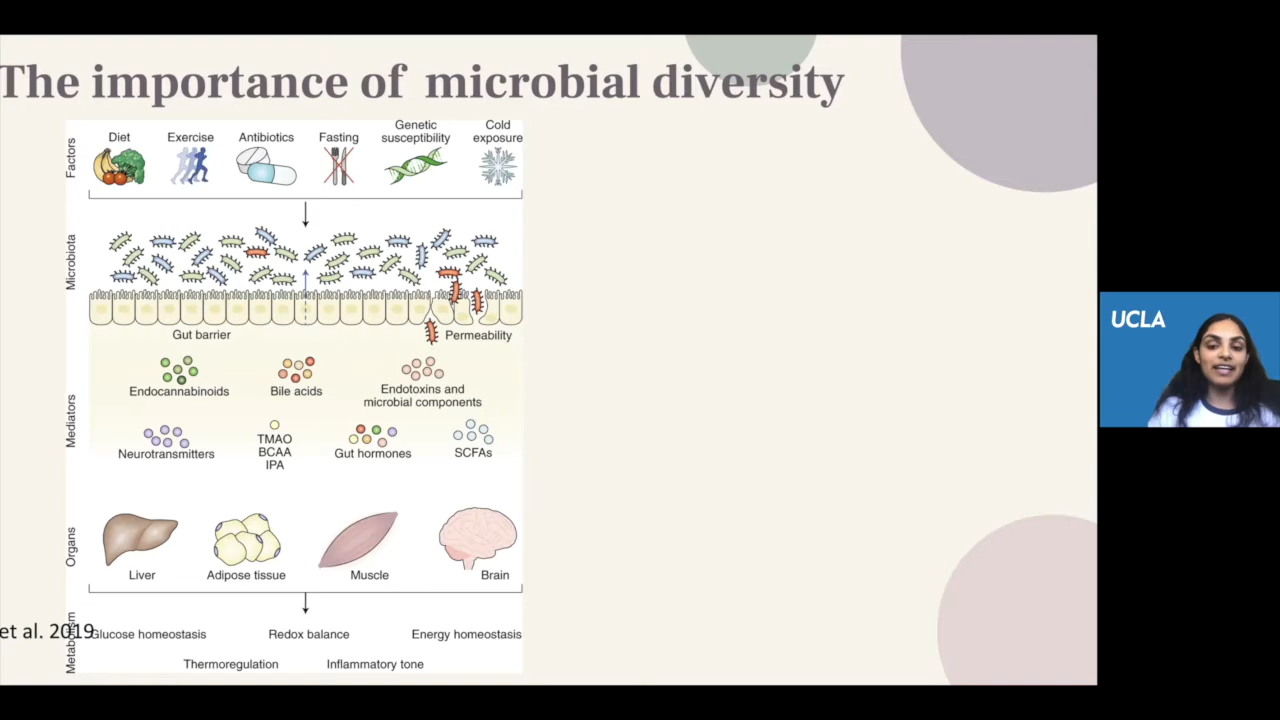 The importance of microbial diversity
Factors
Diet
Exercise
Antibiotics
Fasting
Genetic
susceptibility
Cold
exposure
Microbiota
Gut barrier
Permeability
Mediators
Endocannabinoids
Bile acids
Endotoxins and
microbial components
Neurotransmitters
TMAO
BCAA
IPA
Gut hormones
SCFAs
Organs
Liver
Adipose tissue
Muscle
Brain
Metabolism
et al. 2019
Glucose homeostasis
Redox balance
Energy homeostasis
Thermoregulation
Inflammatory tone
UCLA